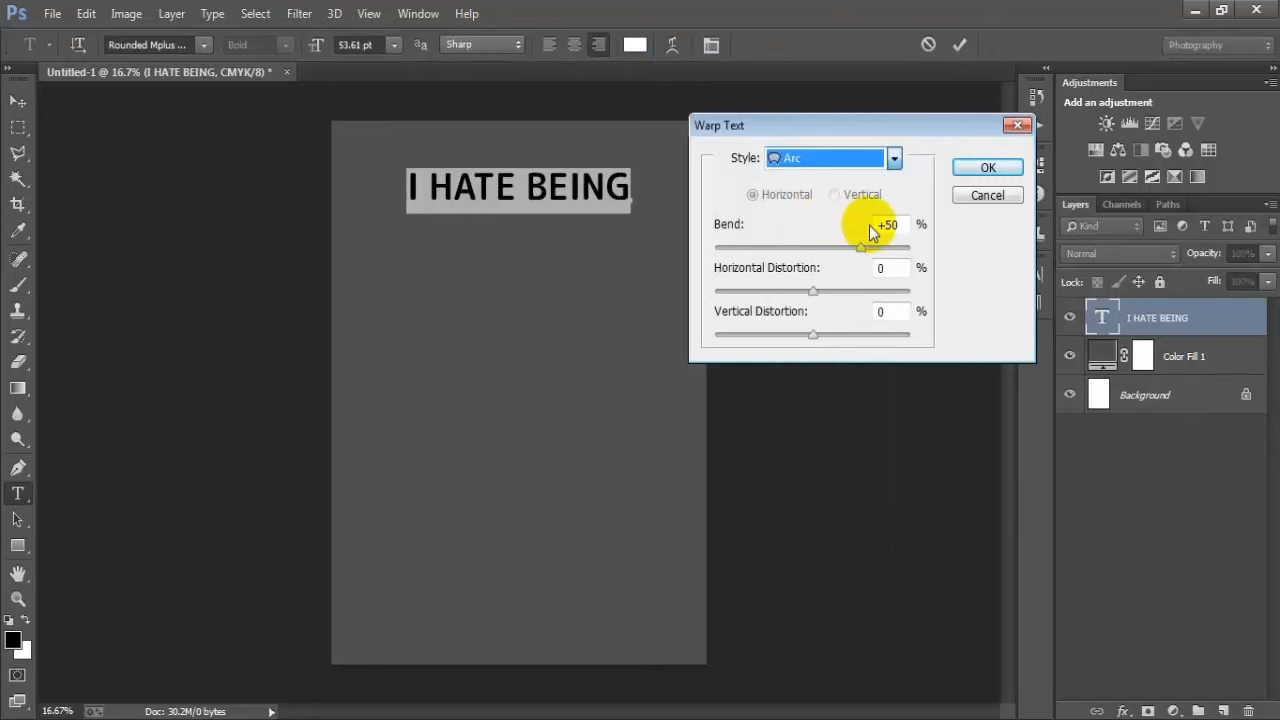 Ps File Edit Image Layer Type Select Filter 3D View Window Help
T Rounded Mplus ... Bold 53.61 pt aa Sharp Photography
Untitled-1 @ 16.7% (I HATE BEING, CMYK/8) * ×
I HATE BEING
Warp Text
Style: Arc
OK
Horizontal Vertical
Cancel
Bend: +50 %
Horizontal Distortion: 0 %
Vertical Distortion: 0 %
Adjustments
Add an adjustment
Layers Channels Paths
Kind
Normal Opacity: 100%
Lock: Fill: 100%
T I HATE BEING
Color Fill 1
Background
16.67% Doc: 30.2M/0 bytes